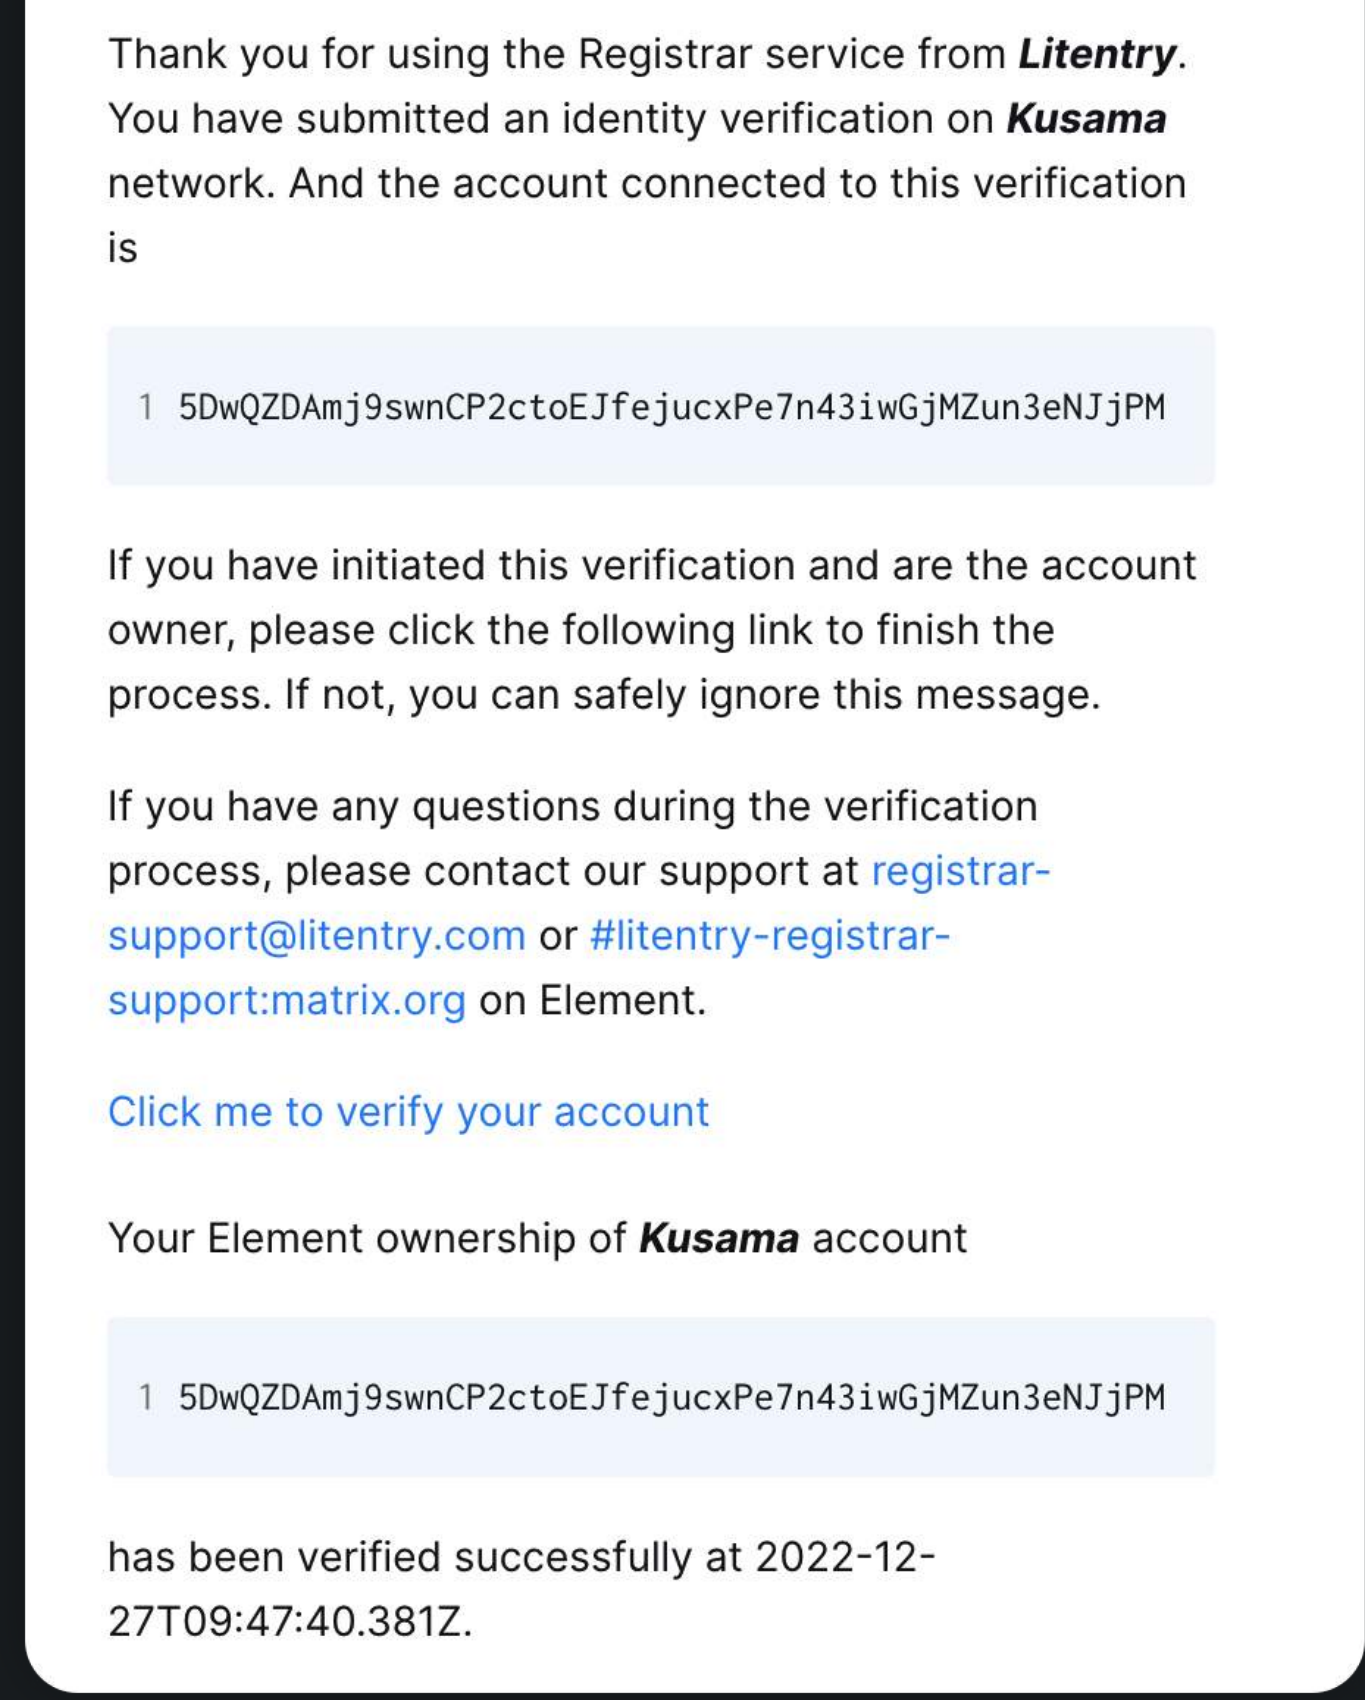 Thank you for using the Registrar service from Litentry.
You have submitted an identity verification on Kusama
network. And the account connected to this verification
is
1 5DwQZDAmj9swnCP2ctoEJfejucxPe7n43iwGjMZun3eNJjPM
If you have initiated this verification and are the account
owner, please click the following link to finish the
process. If not, you can safely ignore this message.
If you have any questions during the verification
process, please contact our support at registrar-
support@litentry.com or #litentry-registrar-
support:matrix.org on Element.
Click me to verify your account
Your Element ownership of Kusama account
1 5DwQZDAmj9swnCP2ctoEJfejucxPe7n43iwGjMZun3eNJjPM
has been verified successfully at 2022-12-
27T09:47:40.381Z.